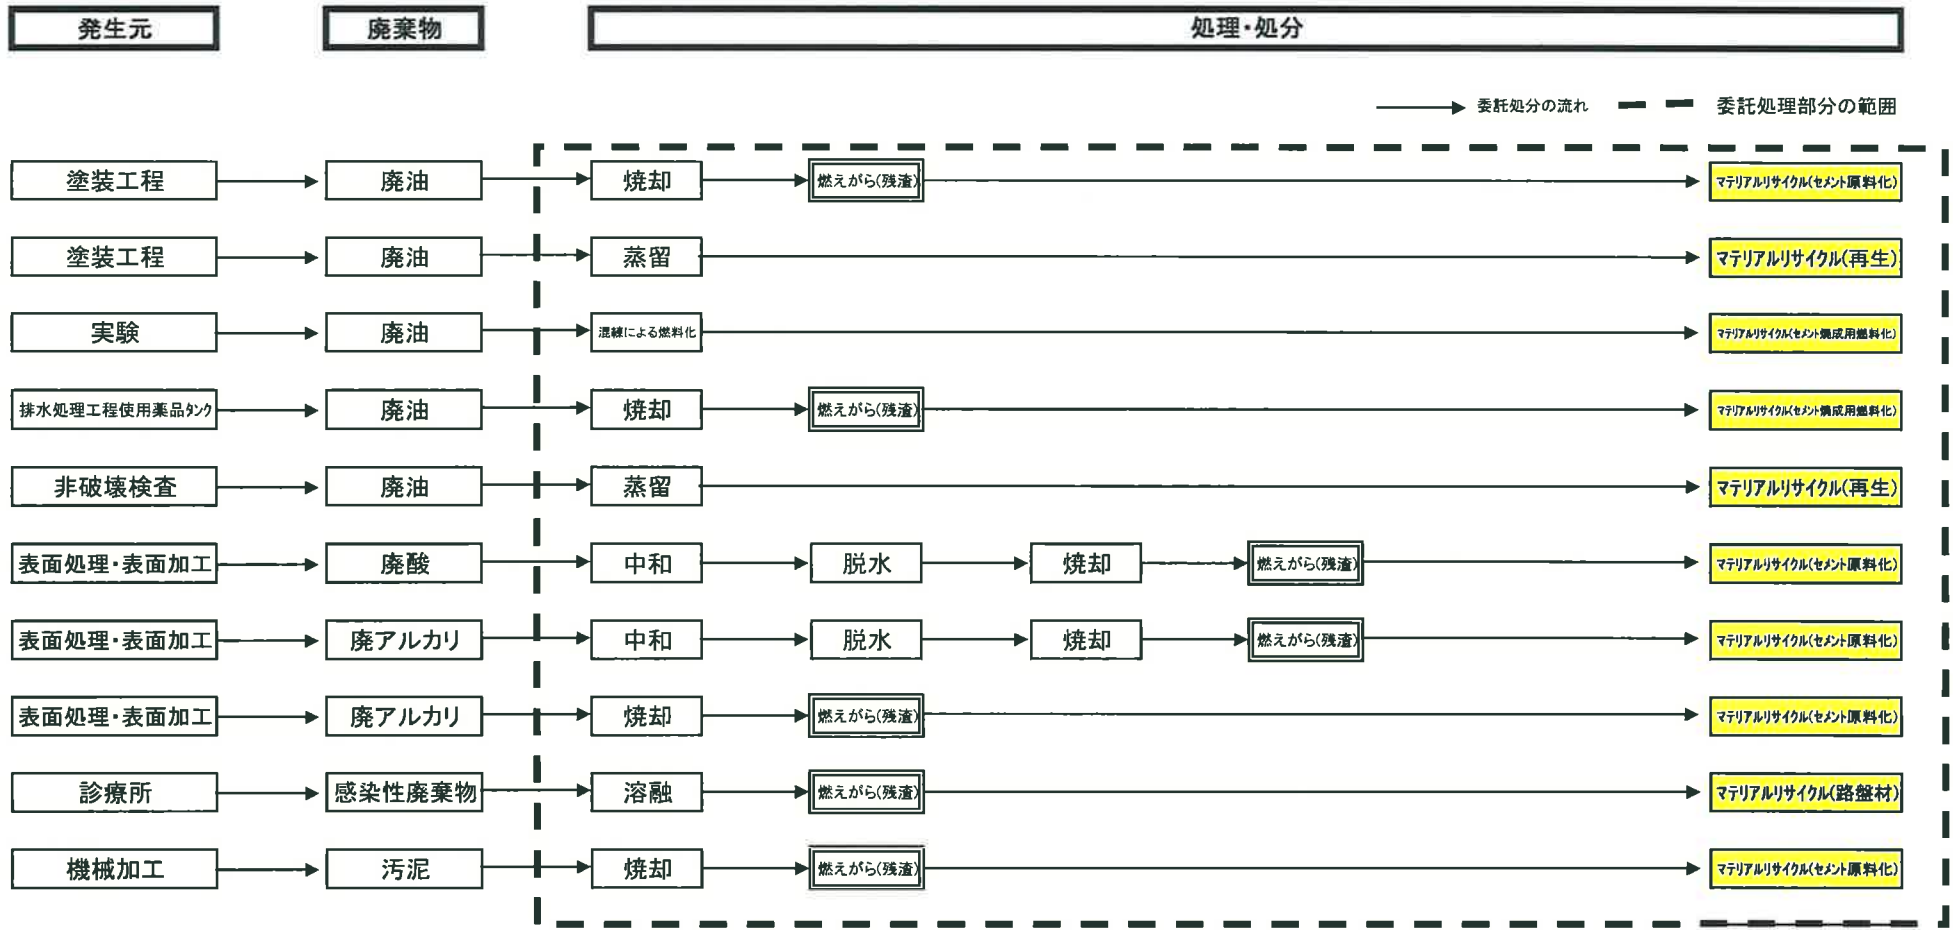 発生元 廃棄物 処理・処分
委託処分の流れ 委託処理部分の範囲
塗装工程 廃油 焼却 燃えがら(残渣) マテリアルリサイクル(セメント原料化)
塗装工程 廃油 蒸留 マテリアルリサイクル(再生)
実験 廃油 混練による燃料化 マテリアルリサイクル(セメント焼成用燃料化)
排水処理工程使用薬品タンク 廃油 焼却 燃えがら(残渣) マテリアルリサイクル(セメント焼成用燃料化)
非破壊検査 廃油 蒸留 マテリアルリサイクル(再生)
表面処理・表面加工 廃酸 中和 脱水 焼却 燃えがら(残渣) マテリアルリサイクル(セメント原料化)
表面処理・表面加工 廃アルカリ 中和 脱水 焼却 燃えがら(残渣) マテリアルリサイクル(セメント原料化)
表面処理・表面加工 廃アルカリ 焼却 燃えがら(残渣) マテリアルリサイクル(セメント原料化)
診療所 感染性廃棄物 溶融 燃えがら(残渣) マテリアルリサイクル(路盤材)
機械加工 汚泥 焼却 燃えがら(残渣) マテリアルリサイクル(セメント原料化)